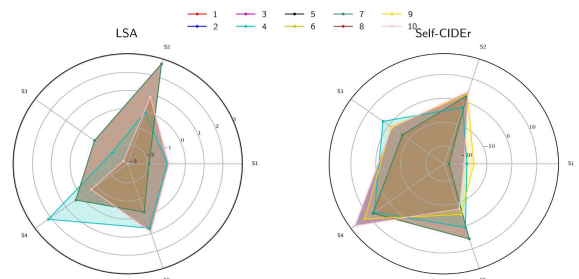 1 3 5 7 9
2 4 6 8 10
LSA
Self-CIDEr
S2
S2
S3
S3
3
2
1
0
-1
-2
-3
10
0
-10
-20
S1
S1
S4
S4